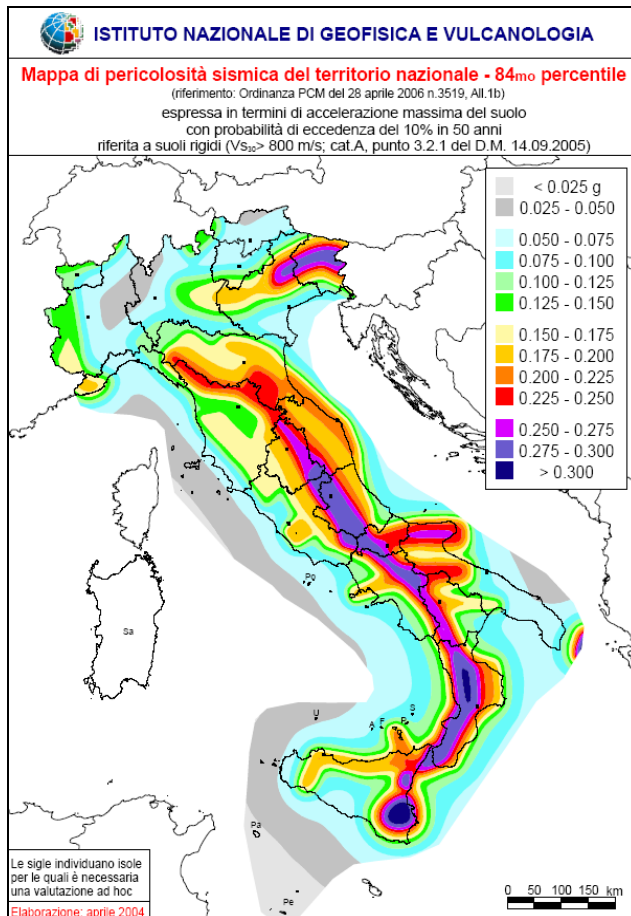 ISTITUTO NAZIONALE DI GEOFISICA E VULCANOLOGIA
Mappa di pericolosità sismica del territorio nazionale - 84mo percentile
(riferimento: Ordinanza PCM del 28 aprile 2006 n.3519, All.1b)
espressa in termini di accelerazione massima del suolo
con probabilità di eccedenza del 10% in 50 anni
riferita a suoli rigidi (Vs30> 800 m/s; cat.A, punto 3.2.1 del D.M. 14.09.2005)
< 0.025 g
0.025 - 0.050
0.050 - 0.075
0.075 - 0.100
0.100 - 0.125
0.125 - 0.150
0.150 - 0.175
0.175 - 0.200
0.200 - 0.225
0.225 - 0.250
0.250 - 0.275
0.275 - 0.300
> 0.300
Po
Sa
U
A
F
P
S
Pa
Pe
Le sigle individuano isole
per le quali è necessaria
una valutazione ad hoc
Elaborazione: aprile 2004
0 50 100 150 km